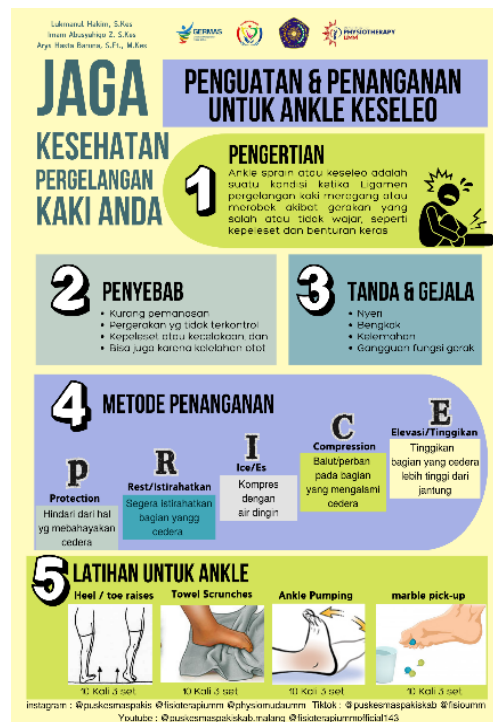 Lukmanul Hakim, S.Kes
Imam Abusyahiqo Z. S.Kes
Arys Hasta Baruna, S.Ft., M.Kes
GERMAS
PHYSIOTHERAPY
UMM
JAGA
KESEHATAN
PERGELANGAN
KAKI ANDA
PENGUATAN & PENANGANAN
UNTUK ANKLE KESELEO
1
PENGERTIAN
Ankle sprain atau keseleo adalah
suatu kondisi ketika Ligamen
pergelangan kaki meregang atau
merobek akibat gerakan yang
salah atau tidak wajar, seperti
kepeleset dan benturan keras
2
PENYEBAB
• Kurang pemanasan
• Pergerakan yg tidak terkontrol
• Kepeleset atau kecelakaan, dan
• Bisa juga karena kelelahan otot
3
TANDA & GEJALA
• Nyeri
• Bengkak
• Kelemahan
• Gangguan fungsi gerak
4
METODE PENANGANAN
P
Protection
Hindari dari hal
yg mebahayakan
cedera
R
Rest/Istirahatkan
Segera istirahatkan
bagian yangg
cedera
I
Ice/Es
Kompres
dengan
air dingin
C
Compression
Balut/perban
pada bagian
yang mengalami
cedera
E
Elevasi/Tinggikan
Tinggikan
bagian yang cedera
lebih tinggi dari
jantung
5
LATIHAN UNTUK ANKLE
Heel / toe raises
10 Kali 3 set
Towel Scrunches
10 Kali 3 set
Ankle Pumping
10 Kali 3 set
marble pick-up
10 Kali 3 set
instagram : @puskesmaspakis @fisioterapiumm @physiomudaumm Tiktok : @puskesmaspakiskab @fisioumm
Youtube : @puskesmaspakiskab.malang @fisioterapiummofficial143